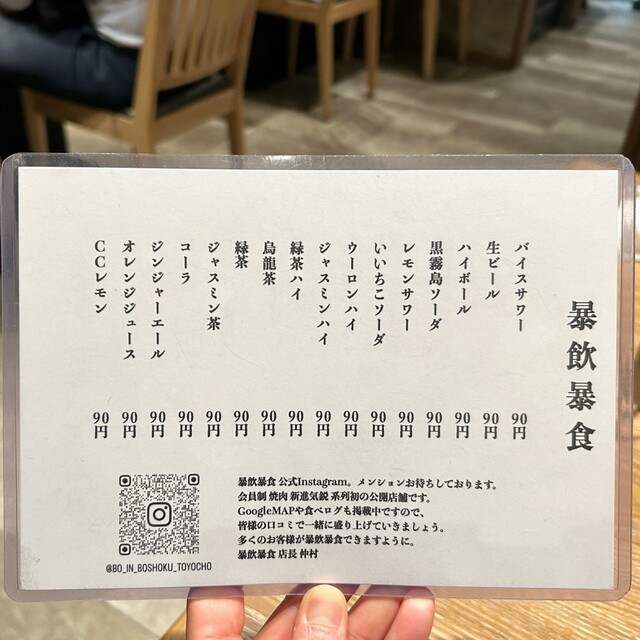 暴飲暴食
バイスサワー 90円
生ビール 90円
ハイボール 90円
黒霧島ソーダ 90円
レモンサワー 90円
いいちこソーダ 90円
ウーロンハイ 90円
ジャスミンハイ 90円
緑茶ハイ 90円
烏龍茶 90円
緑茶 90円
ジャスミン茶 90円
コーラ 90円
ジンジャーエール 90円
オレンジジュース 90円
CCレモン 90円
暴飲暴食 公式Instagram。メンションお待ちしております。
会員制 焼肉 新進気鋭 系列初の公開店舗です。
GoogleMAPや食べログも掲載中ですので、
皆様の口コミで一緒に盛り上げていきましょう。
多くのお客様が暴飲暴食できますように。
暴飲暴食 店長 仲村
@BO_IN_BOSHOKU_TOYOCHO